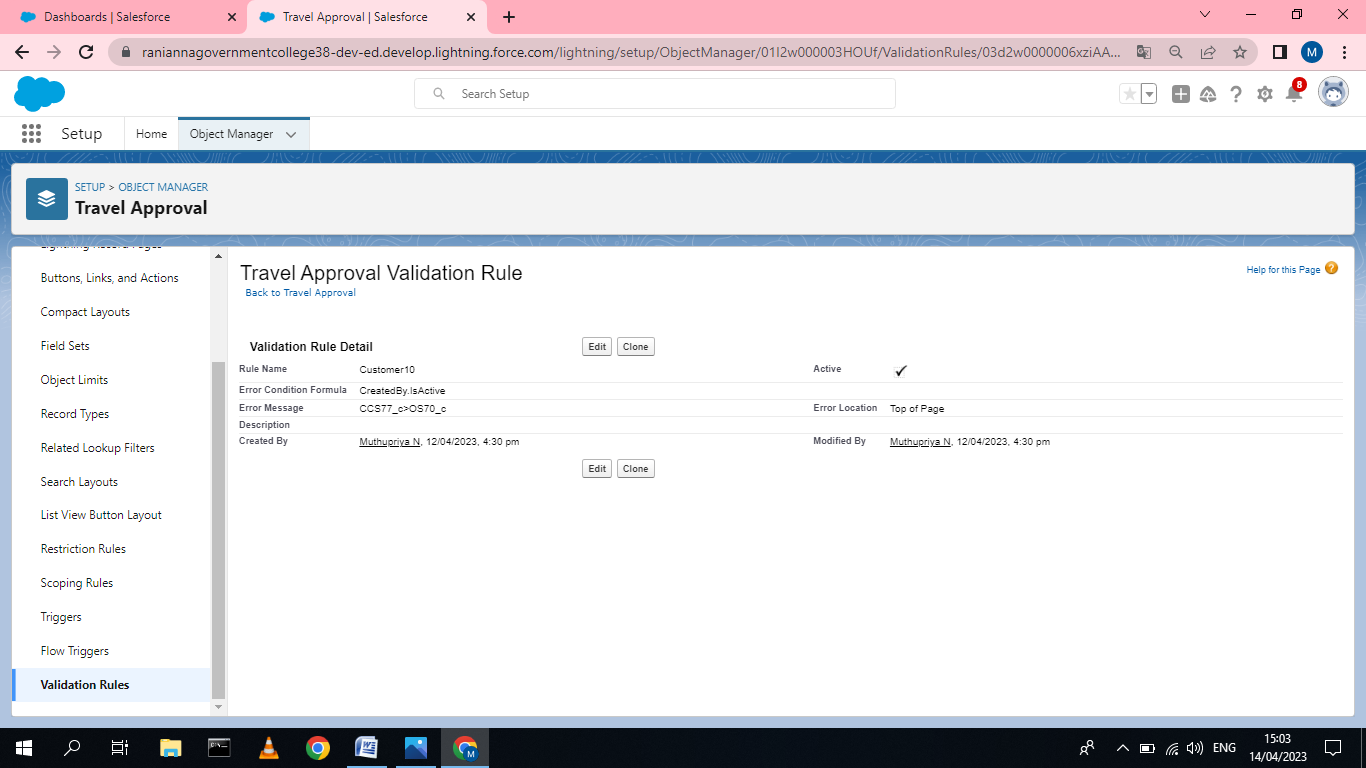 Dashboards | Salesforce
Travel Approval | Salesforce
raniannagovernmentcollege38-dev-ed.develop.lightning.force.com/lightning/setup/ObjectManager/01I2w000003HOUf/ValidationRules/03d2w0000006xziAA...
M
Search Setup
8
Setup
Home
Object Manager
SETUP > OBJECT MANAGER
Travel Approval
Lightning Record Pages
Buttons, Links, and Actions
Compact Layouts
Field Sets
Object Limits
Record Types
Related Lookup Filters
Search Layouts
List View Button Layout
Restriction Rules
Scoping Rules
Triggers
Flow Triggers
Validation Rules
Travel Approval Validation Rule
Back to Travel Approval
Help for this Page ?
Validation Rule Detail
Edit Clone
Rule Name Customer10 Active
Error Condition Formula CreatedBy.IsActive
Error Message CCS77_c>OS70_c Error Location Top of Page
Description
Created By Muthupriya N, 12/04/2023, 4:30 pm Modified By Muthupriya N, 12/04/2023, 4:30 pm
Edit Clone
ENG
15:03
14/04/2023